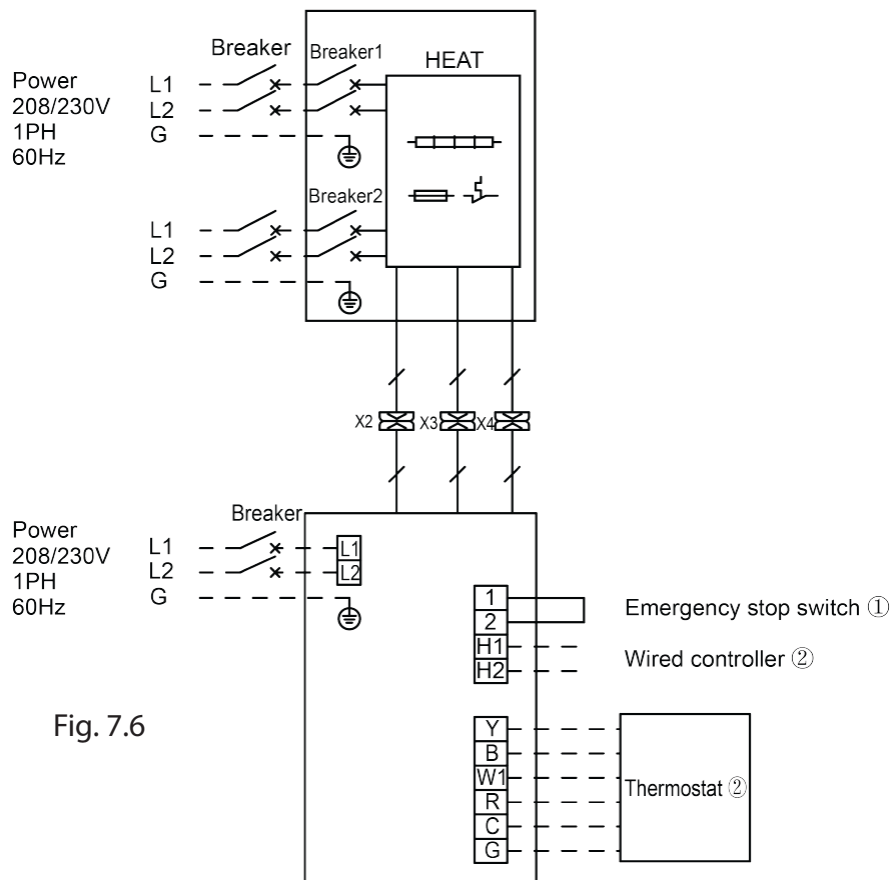 Breaker
Breaker1
HEAT
Power
208/230V
1PH
60Hz
L1
L2
G
Breaker2
L1
L2
G
X2
X3
X4
Power
208/230V
1PH
60Hz
Breaker
L1
L2
G
L1
L2
1
2
H1
H2
Emergency stop switch ①
Wired controller ②
Fig. 7.6
Y
B
W1
R
C
G
Thermostat ②